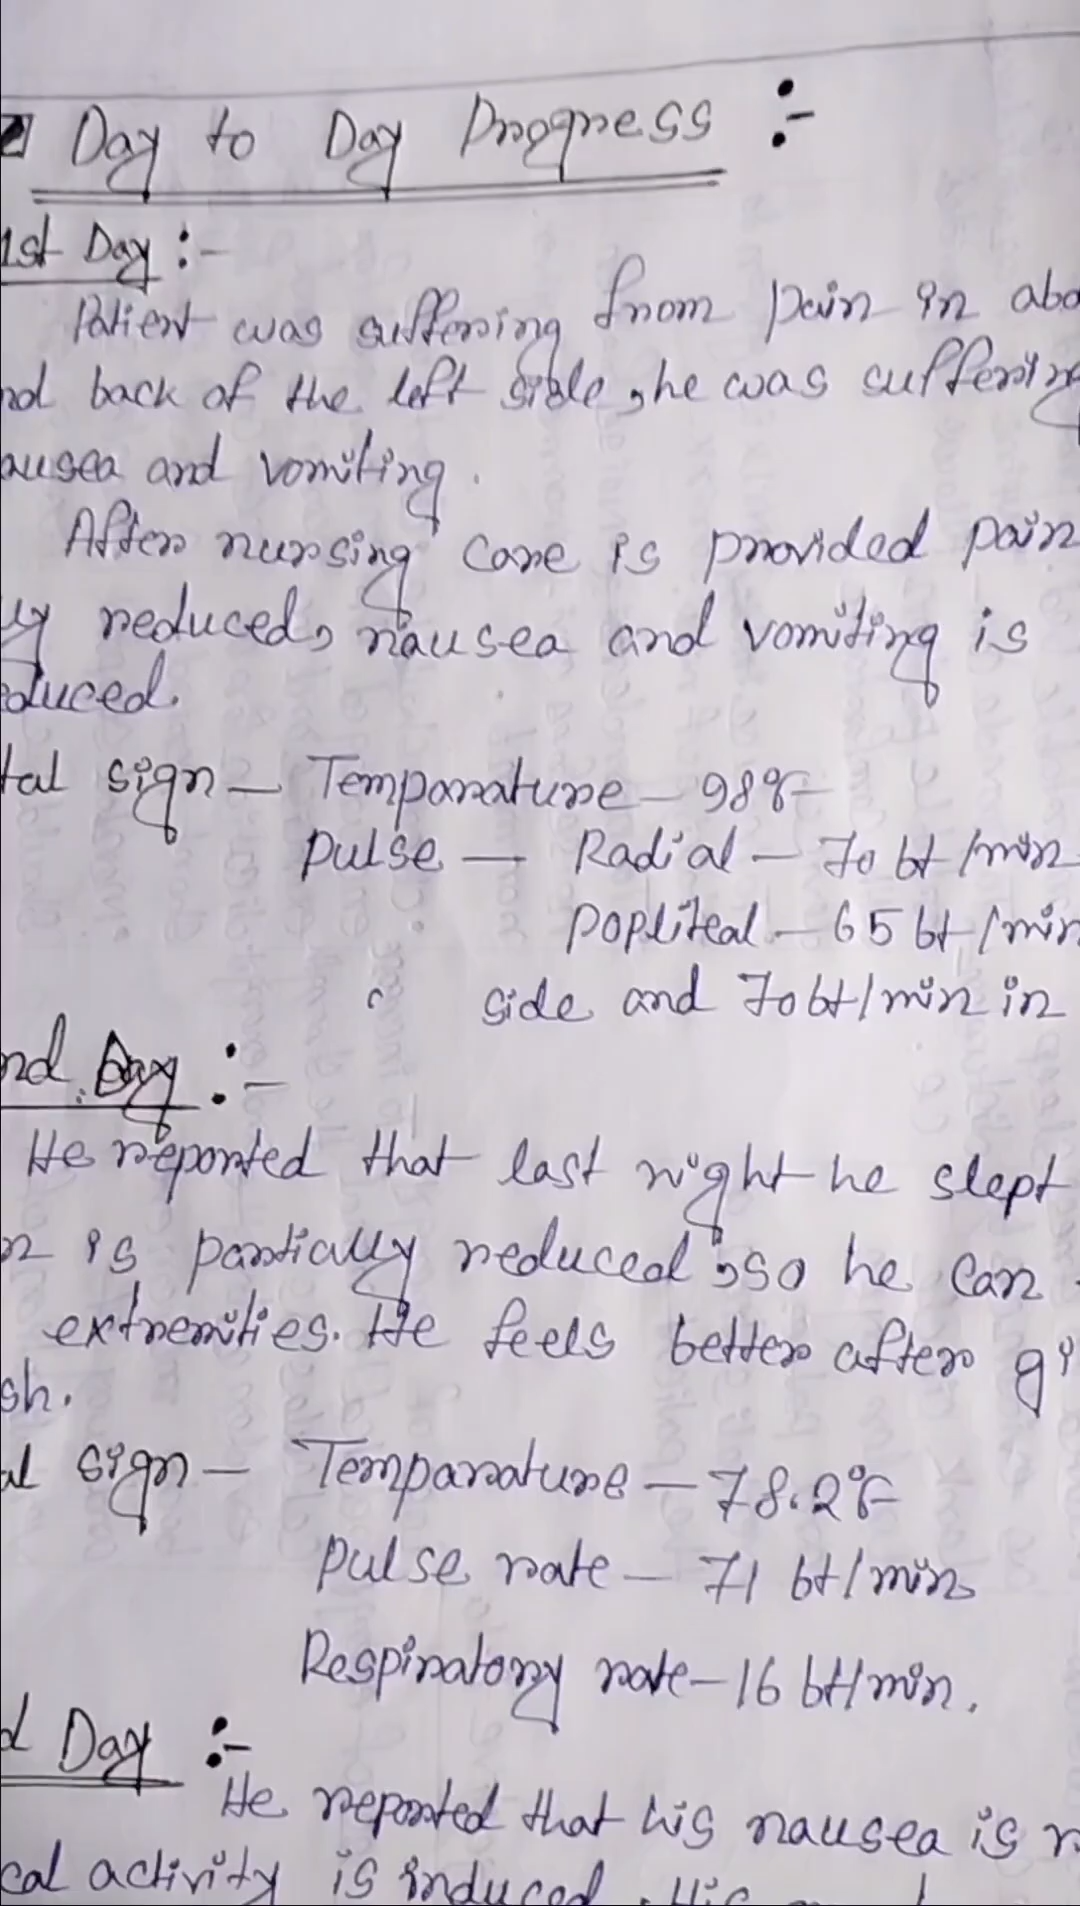 Day to Day Progress :-
1st Day :-
Patient was suffering from pain in abd
nd back of the left side, he was suffering
ausea and vomiting.
After nursing care is provided pain
ly reduced, nausea and vomiting is
educed.
tal sign – Temparature – 98°F
Pulse – Radial – 70 bt/min
Popliteal – 65 bt/min
side and 70bt/min in
nd Day :-
He reported that last night he slept
n is partially reduced, so he can
extremities. He feels better after gi
sh.
al sign – Temparature – 78.2°F
Pulse rate – 71 bt/min
Respiratory rate – 16 bt/min.
d Day :-
He reported that his nausea is r
cal activity is induced. His